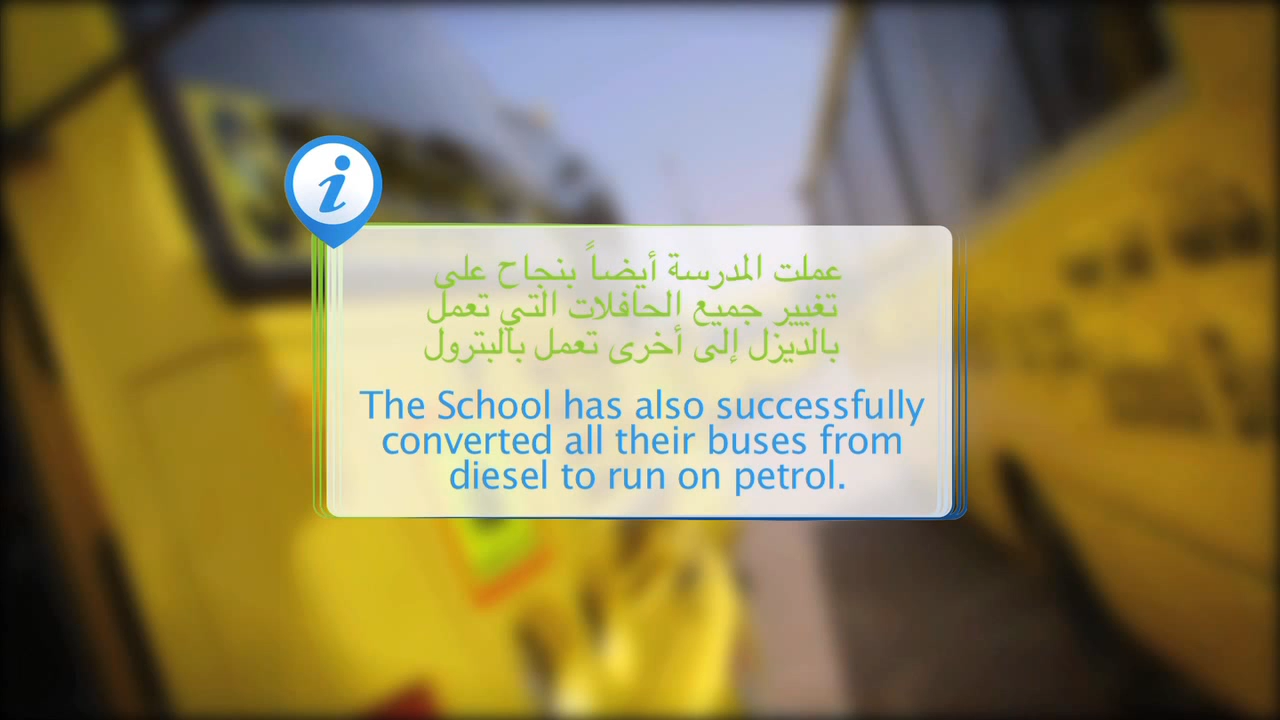 i
عملت المدرسة أيضاً بنجاح على
تغيير جميع الحافلات التي تعمل
بالديزل إلى أخرى تعمل بالبترول
The School has also successfully
converted all their buses from
diesel to run on petrol.